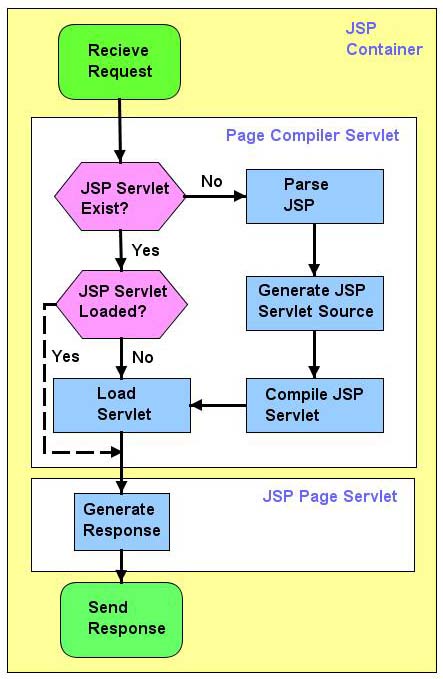 JSP
Container
Recieve
Request
Page Compiler Servlet
JSP Servlet
Exist?
No
Parse
JSP
Yes
JSP Servlet
Loaded?
Generate JSP
Servlet Source
Yes
No
Load
Servlet
Compile JSP
Servlet
JSP Page Servlet
Generate
Response
Send
Response